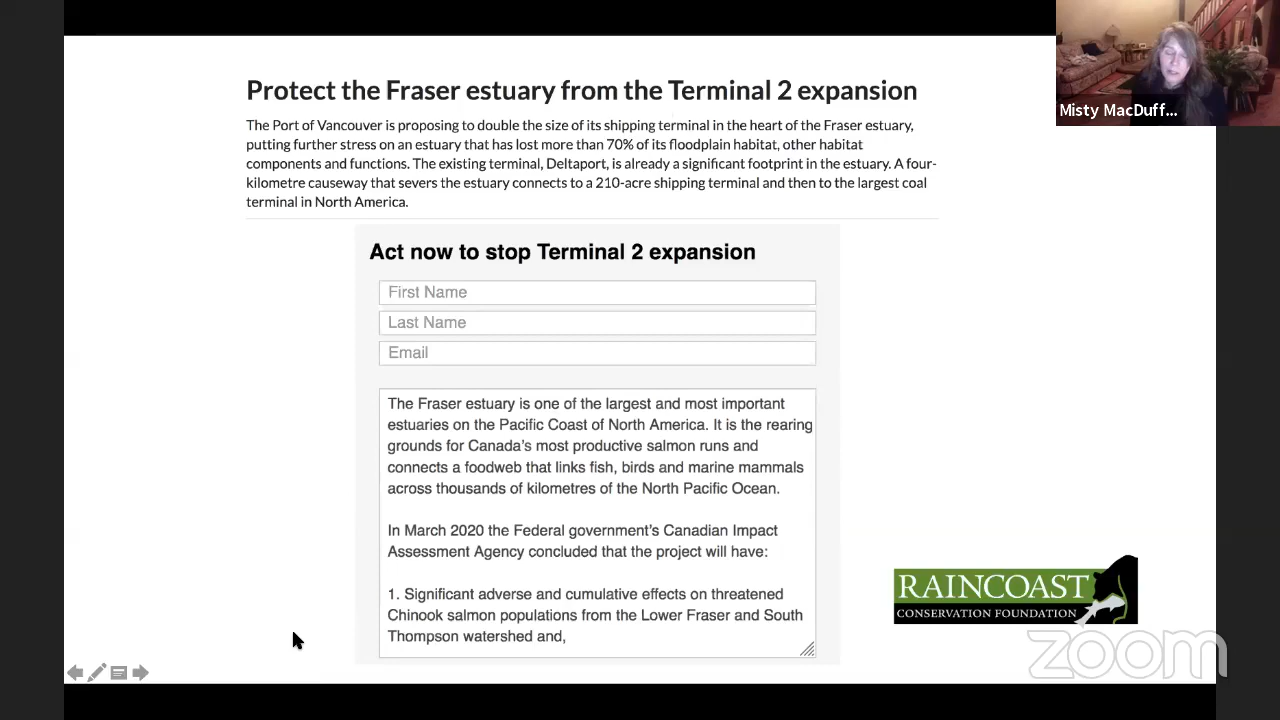 Protect the Fraser estuary from the Terminal 2 expansion
The Port of Vancouver is proposing to double the size of its shipping terminal in the heart of the Fraser estuary,
putting further stress on an estuary that has lost more than 70% of its floodplain habitat, other habitat
components and functions. The existing terminal, Deltaport, is already a significant footprint in the estuary. A four-
kilometre causeway that severs the estuary connects to a 210-acre shipping terminal and then to the largest coal
terminal in North America.
Act now to stop Terminal 2 expansion
First Name
Last Name
Email
The Fraser estuary is one of the largest and most important
estuaries on the Pacific Coast of North America. It is the rearing
grounds for Canada's most productive salmon runs and
connects a foodweb that links fish, birds and marine mammals
across thousands of kilometres of the North Pacific Ocean.
In March 2020 the Federal government's Canadian Impact
Assessment Agency concluded that the project will have:
1. Significant adverse and cumulative effects on threatened
Chinook salmon populations from the Lower Fraser and South
Thompson watershed and,
Misty MacDuff...
RAINCOAST
CONSERVATION FOUNDATION
zoom